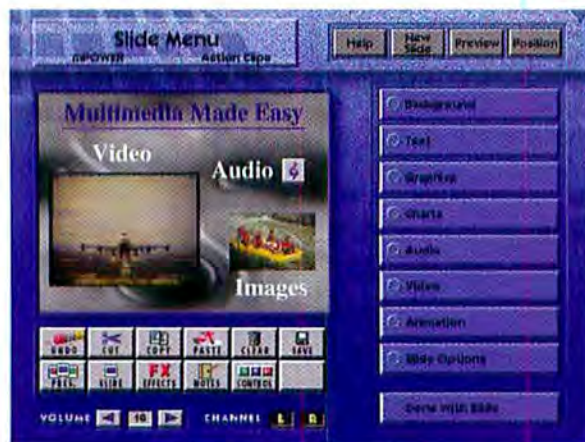 Slide Menu
mPOWER Action Clips
Help New Slide Preview Position
Multimedia Made Easy
Video
Audio
Images
Background
Text
Graphics
Charts
Audio
Video
Animation
Slide Options
Done with Slide
UNDO CUT COPY PASTE CLEAR SAVE
PRES. SLIDE FX EFFECTS NOTES CONTROL
VOLUME 10 CHANNEL L R